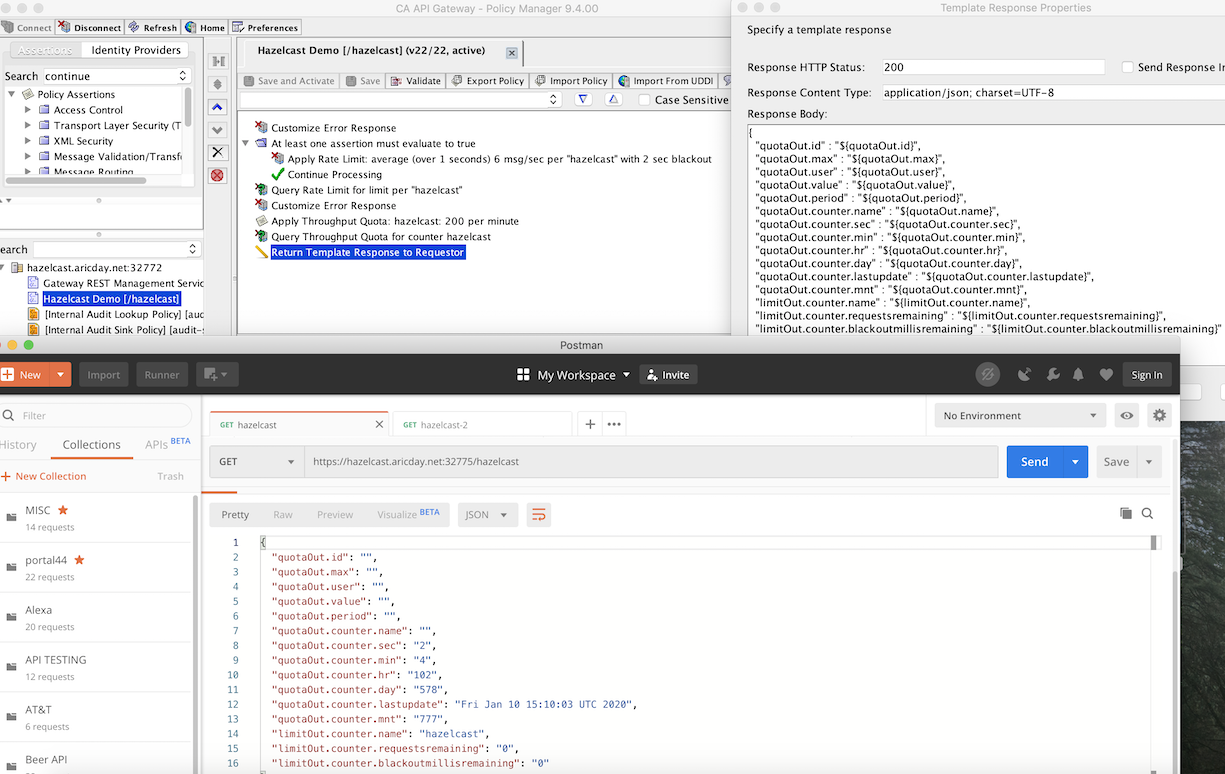 CA API Gateway - Policy Manager 9.4.00
Connect Disconnect Refresh Home Preferences
Assertions Identity Providers
Search continue
Policy Assertions
Access Control
Transport Layer Security (T
XML Security
Message Validation/Transf
Message Routing
earch
hazelcast.aricday.net:32772
Gateway REST Management Servic
Hazelcast Demo [/hazelcast]
[Internal Audit Lookup Policy] [aud
[Internal Audit Sink Policy] [audit-s
Hazelcast Demo [/hazelcast] (v22/22, active)
Save and Activate Save Validate Export Policy Import Policy Import From UDDI
Case Sensitive
Customize Error Response
At least one assertion must evaluate to true
Apply Rate Limit: average (over 1 seconds) 6 msg/sec per "hazelcast" with 2 sec blackout
Continue Processing
Query Rate Limit for limit per "hazelcast"
Customize Error Response
Apply Throughput Quota: hazelcast: 200 per minute
Query Throughput Quota for counter hazelcast
Return Template Response to Requestor
Template Response Properties
Specify a template response
Response HTTP Status: 200 Send Response Im
Response Content Type: application/json; charset=UTF-8
Response Body:
{
"quotaOut.id" : "${quotaOut.id}",
"quotaOut.max" : "${quotaOut.max}",
"quotaOut.user" : "${quotaOut.user}",
"quotaOut.value" : "${quotaOut.value}",
"quotaOut.period" : "${quotaOut.period}",
"quotaOut.counter.name" : "${quotaOut.name}",
"quotaOut.counter.sec" : "${quotaOut.counter.sec}",
"quotaOut.counter.min" : "${quotaOut.counter.min}",
"quotaOut.counter.hr" : "${quotaOut.counter.hr}",
"quotaOut.counter.day" : "${quotaOut.counter.day}",
"quotaOut.counter.lastupdate" : "${quotaOut.counter.lastupdate}",
"quotaOut.counter.mnt" : "${quotaOut.counter.mnt}",
"limitOut.counter.name" : "${limitOut.counter.name}",
"limitOut.counter.requestsremaining" : "${limitOut.counter.requestsremaining}",
"limitOut.counter.blackoutmillisremaining" : "${limitOut.counter.blackoutmillisremaining}"
Postman
New Import Runner My Workspace Invite Sign In
Filter
History Collections APIs BETA
New Collection Trash
MISC
14 requests
portal44
22 requests
Alexa
20 requests
API TESTING
12 requests
AT&T
6 requests
Beer API
GET hazelcast GET hazelcast-2 No Environment
GET https://hazelcast.aricday.net:32775/hazelcast Send Save
Pretty Raw Preview Visualize BETA JSON
1 {
2 "quotaOut.id": "",
3 "quotaOut.max": "",
4 "quotaOut.user": "",
5 "quotaOut.value": "",
6 "quotaOut.period": "",
7 "quotaOut.counter.name": "",
8 "quotaOut.counter.sec": "2",
9 "quotaOut.counter.min": "4",
10 "quotaOut.counter.hr": "102",
11 "quotaOut.counter.day": "578",
12 "quotaOut.counter.lastupdate": "Fri Jan 10 15:10:03 UTC 2020",
13 "quotaOut.counter.mnt": "777",
14 "limitOut.counter.name": "hazelcast",
15 "limitOut.counter.requestsremaining": "0",
16 "limitOut.counter.blackoutmillisremaining": "0"